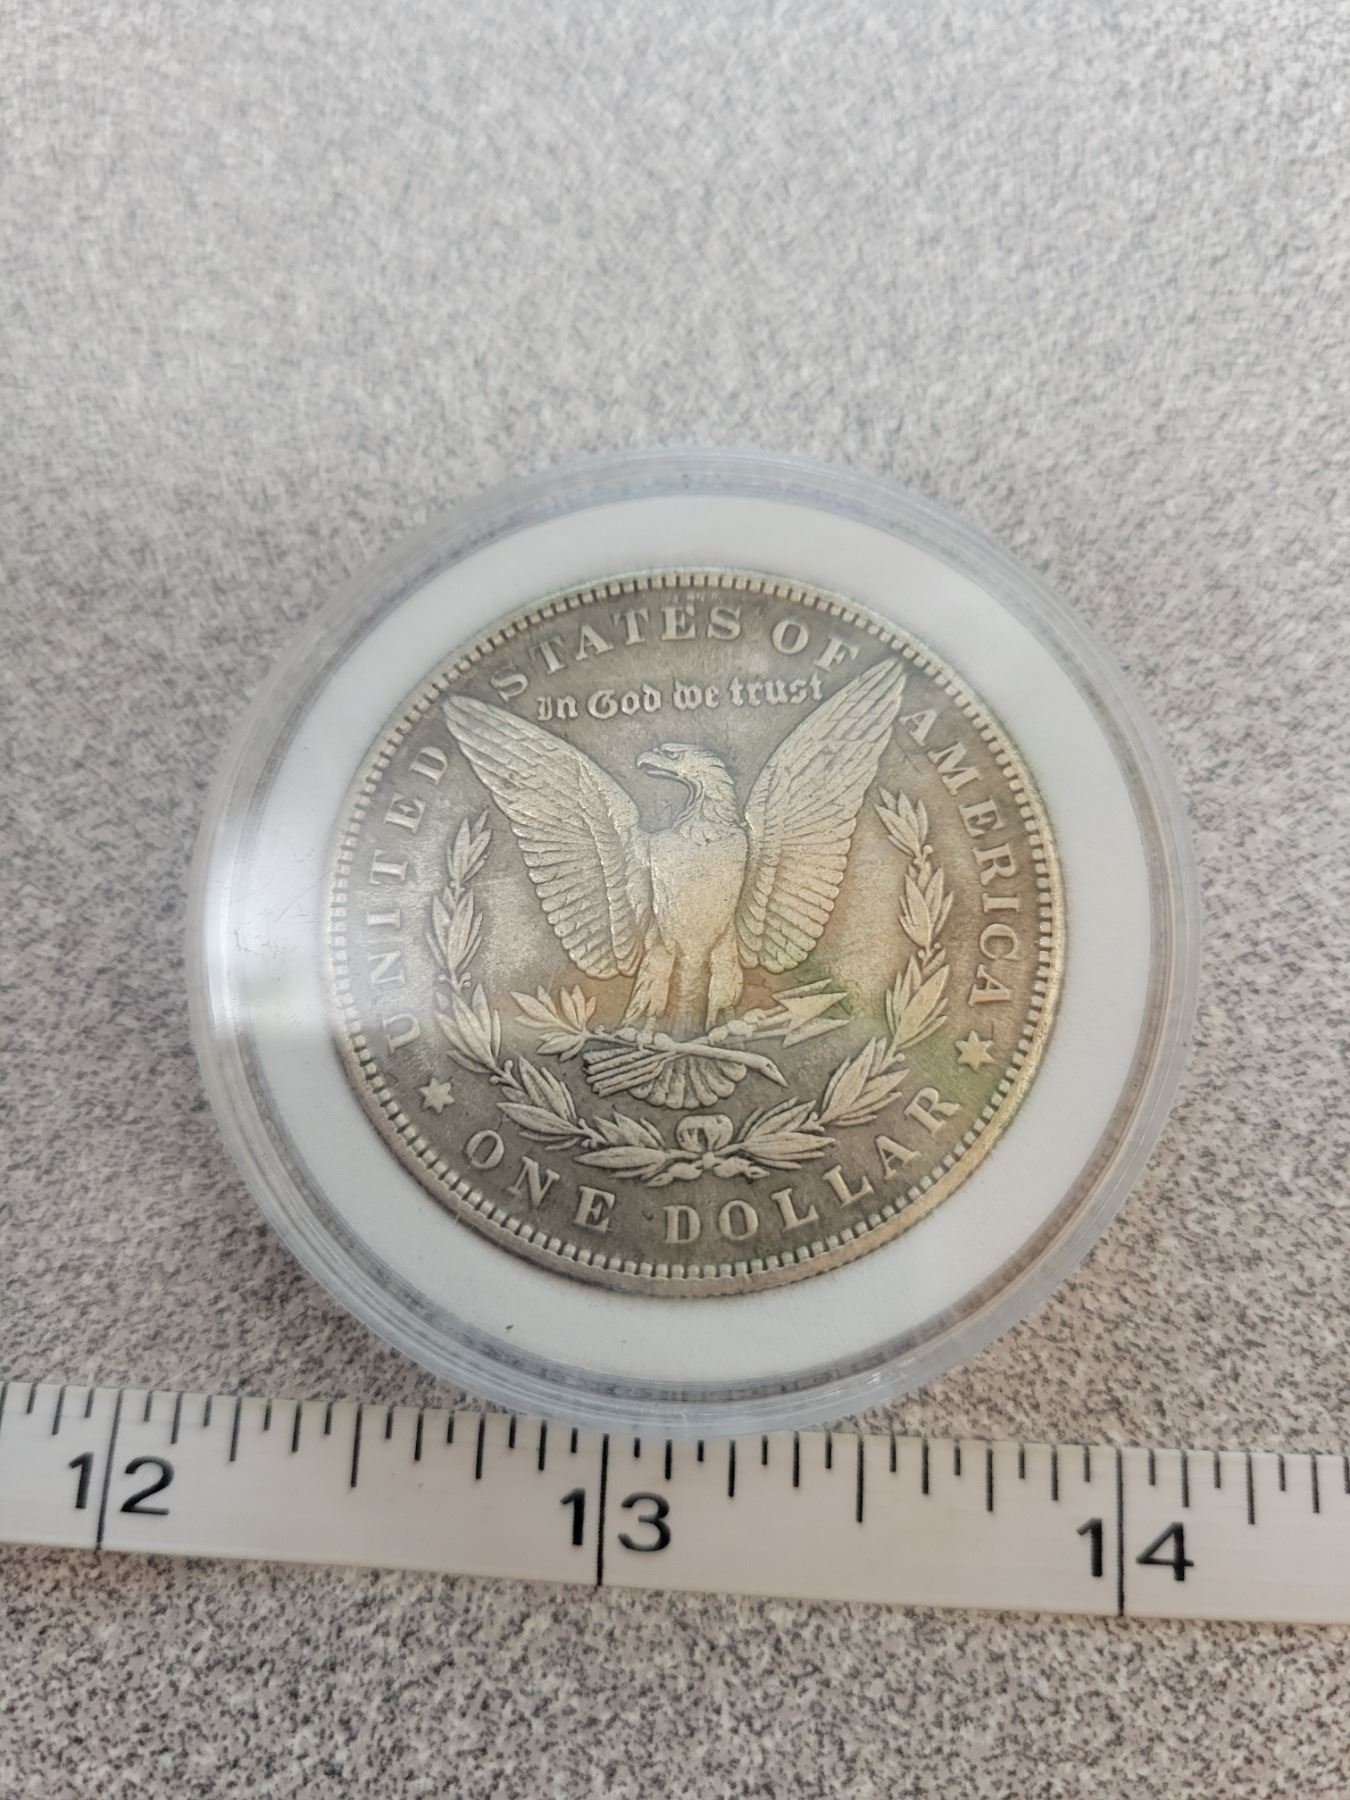 UNITED STATES OF AMERICA
In God we trust
ONE DOLLAR
12 13 14